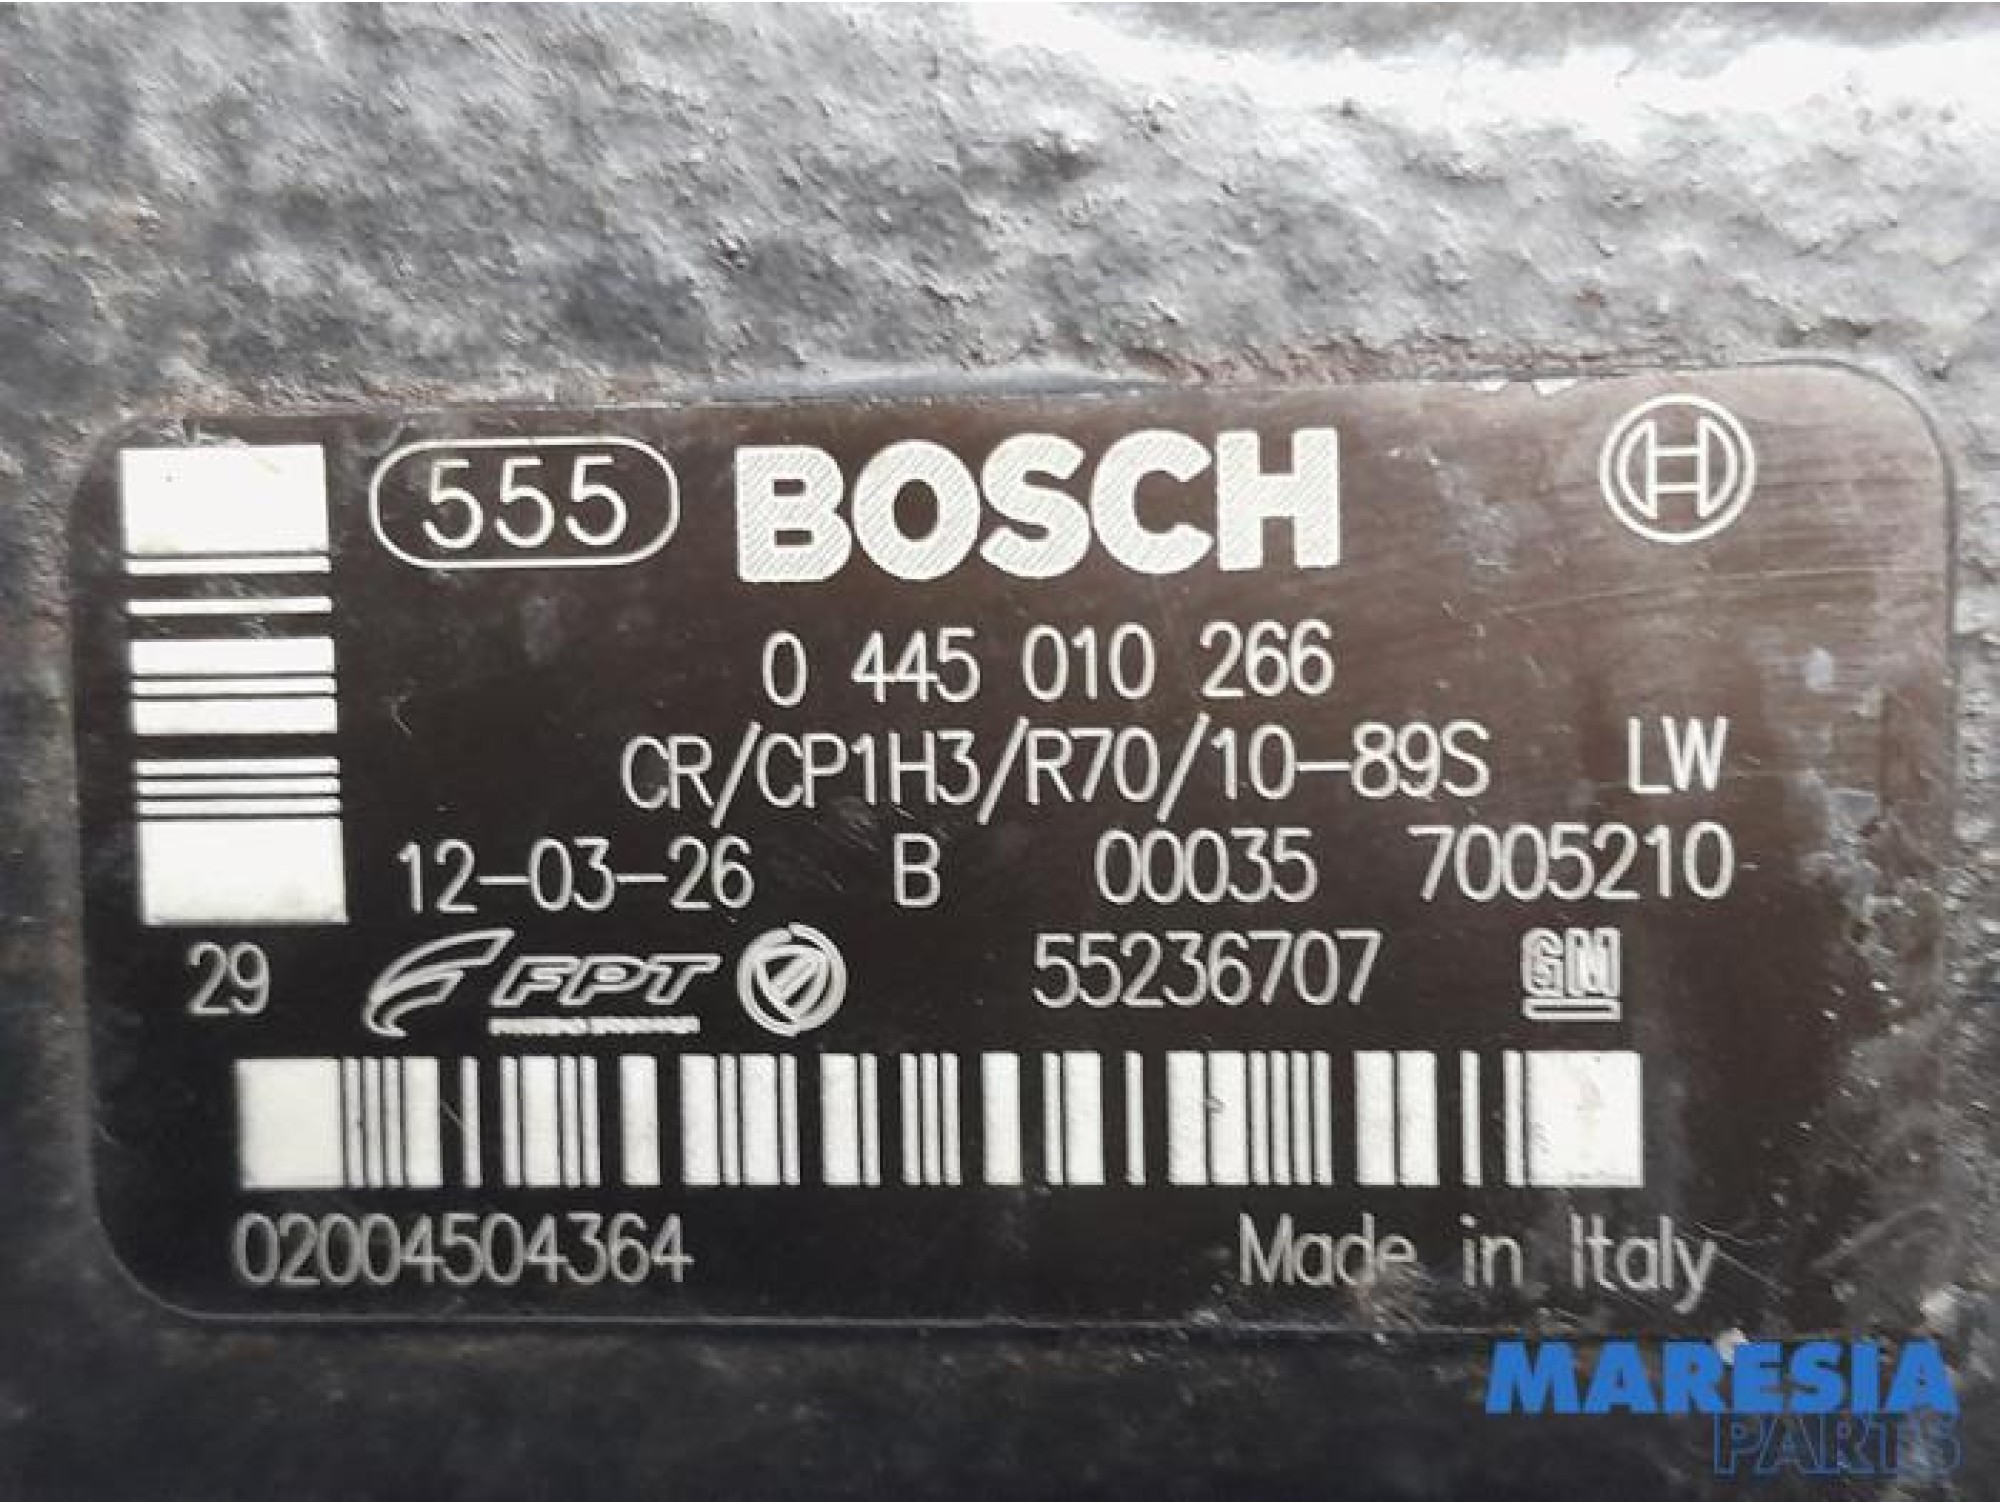 555 BOSCH
0 445 010 266
CR/CP1H3/R70/10-89S LW
12-03-26 B 00035 7005210
29 FPT 55236707 GM
02004504364 Made in Italy
MARESIA
PARTS